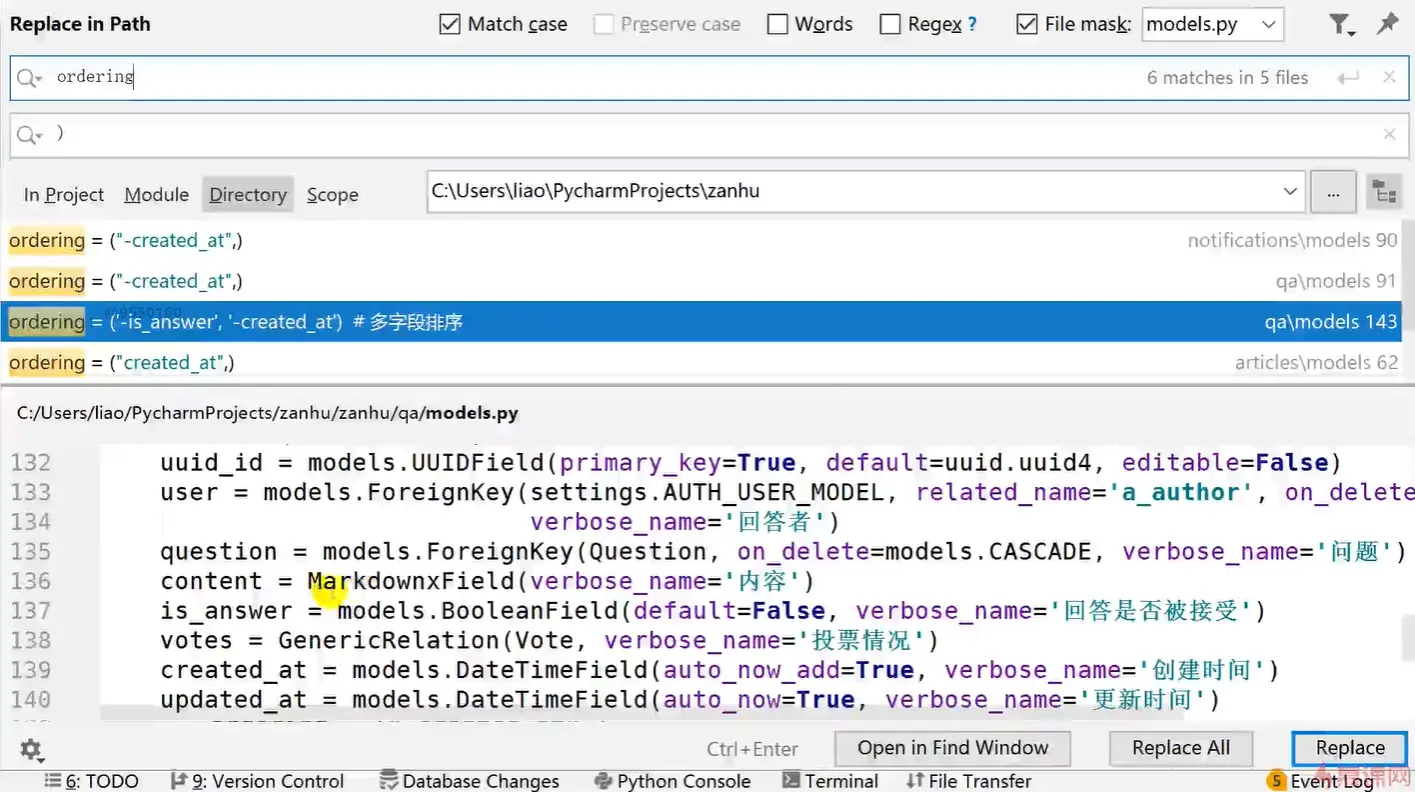 Replace in Path Match case Preserve case Words Regex ? File mask: models.py
ordering 6 matches in 5 files
)
In Project Module Directory Scope C:\Users\liao\PycharmProjects\zanhu ...
ordering = ("-created_at",) notifications\models 90
ordering = ("-created_at",) qa\models 91
ordering = ('-is_answer', '-created_at') # 多字段排序 qa\models 143
ordering = ("created_at",) articles\models 62
C:/Users/liao/PycharmProjects/zanhu/zanhu/qa/models.py
132 uuid_id = models.UUIDField(primary_key=True, default=uuid.uuid4, editable=False)
133 user = models.ForeignKey(settings.AUTH_USER_MODEL, related_name='a_author', on_delete
134 verbose_name='回答者')
135 question = models.ForeignKey(Question, on_delete=models.CASCADE, verbose_name='问题')
136 content = MarkdownxField(verbose_name='内容')
137 is_answer = models.BooleanField(default=False, verbose_name='回答是否被接受')
138 votes = GenericRelation(Vote, verbose_name='投票情况')
139 created_at = models.DateTimeField(auto_now_add=True, verbose_name='创建时间')
140 updated_at = models.DateTimeField(auto_now=True, verbose_name='更新时间')
Ctrl+Enter Open in Find Window Replace All Replace
6: TODO 9: Version Control Database Changes Python Console Terminal File Transfer 5 Event Log